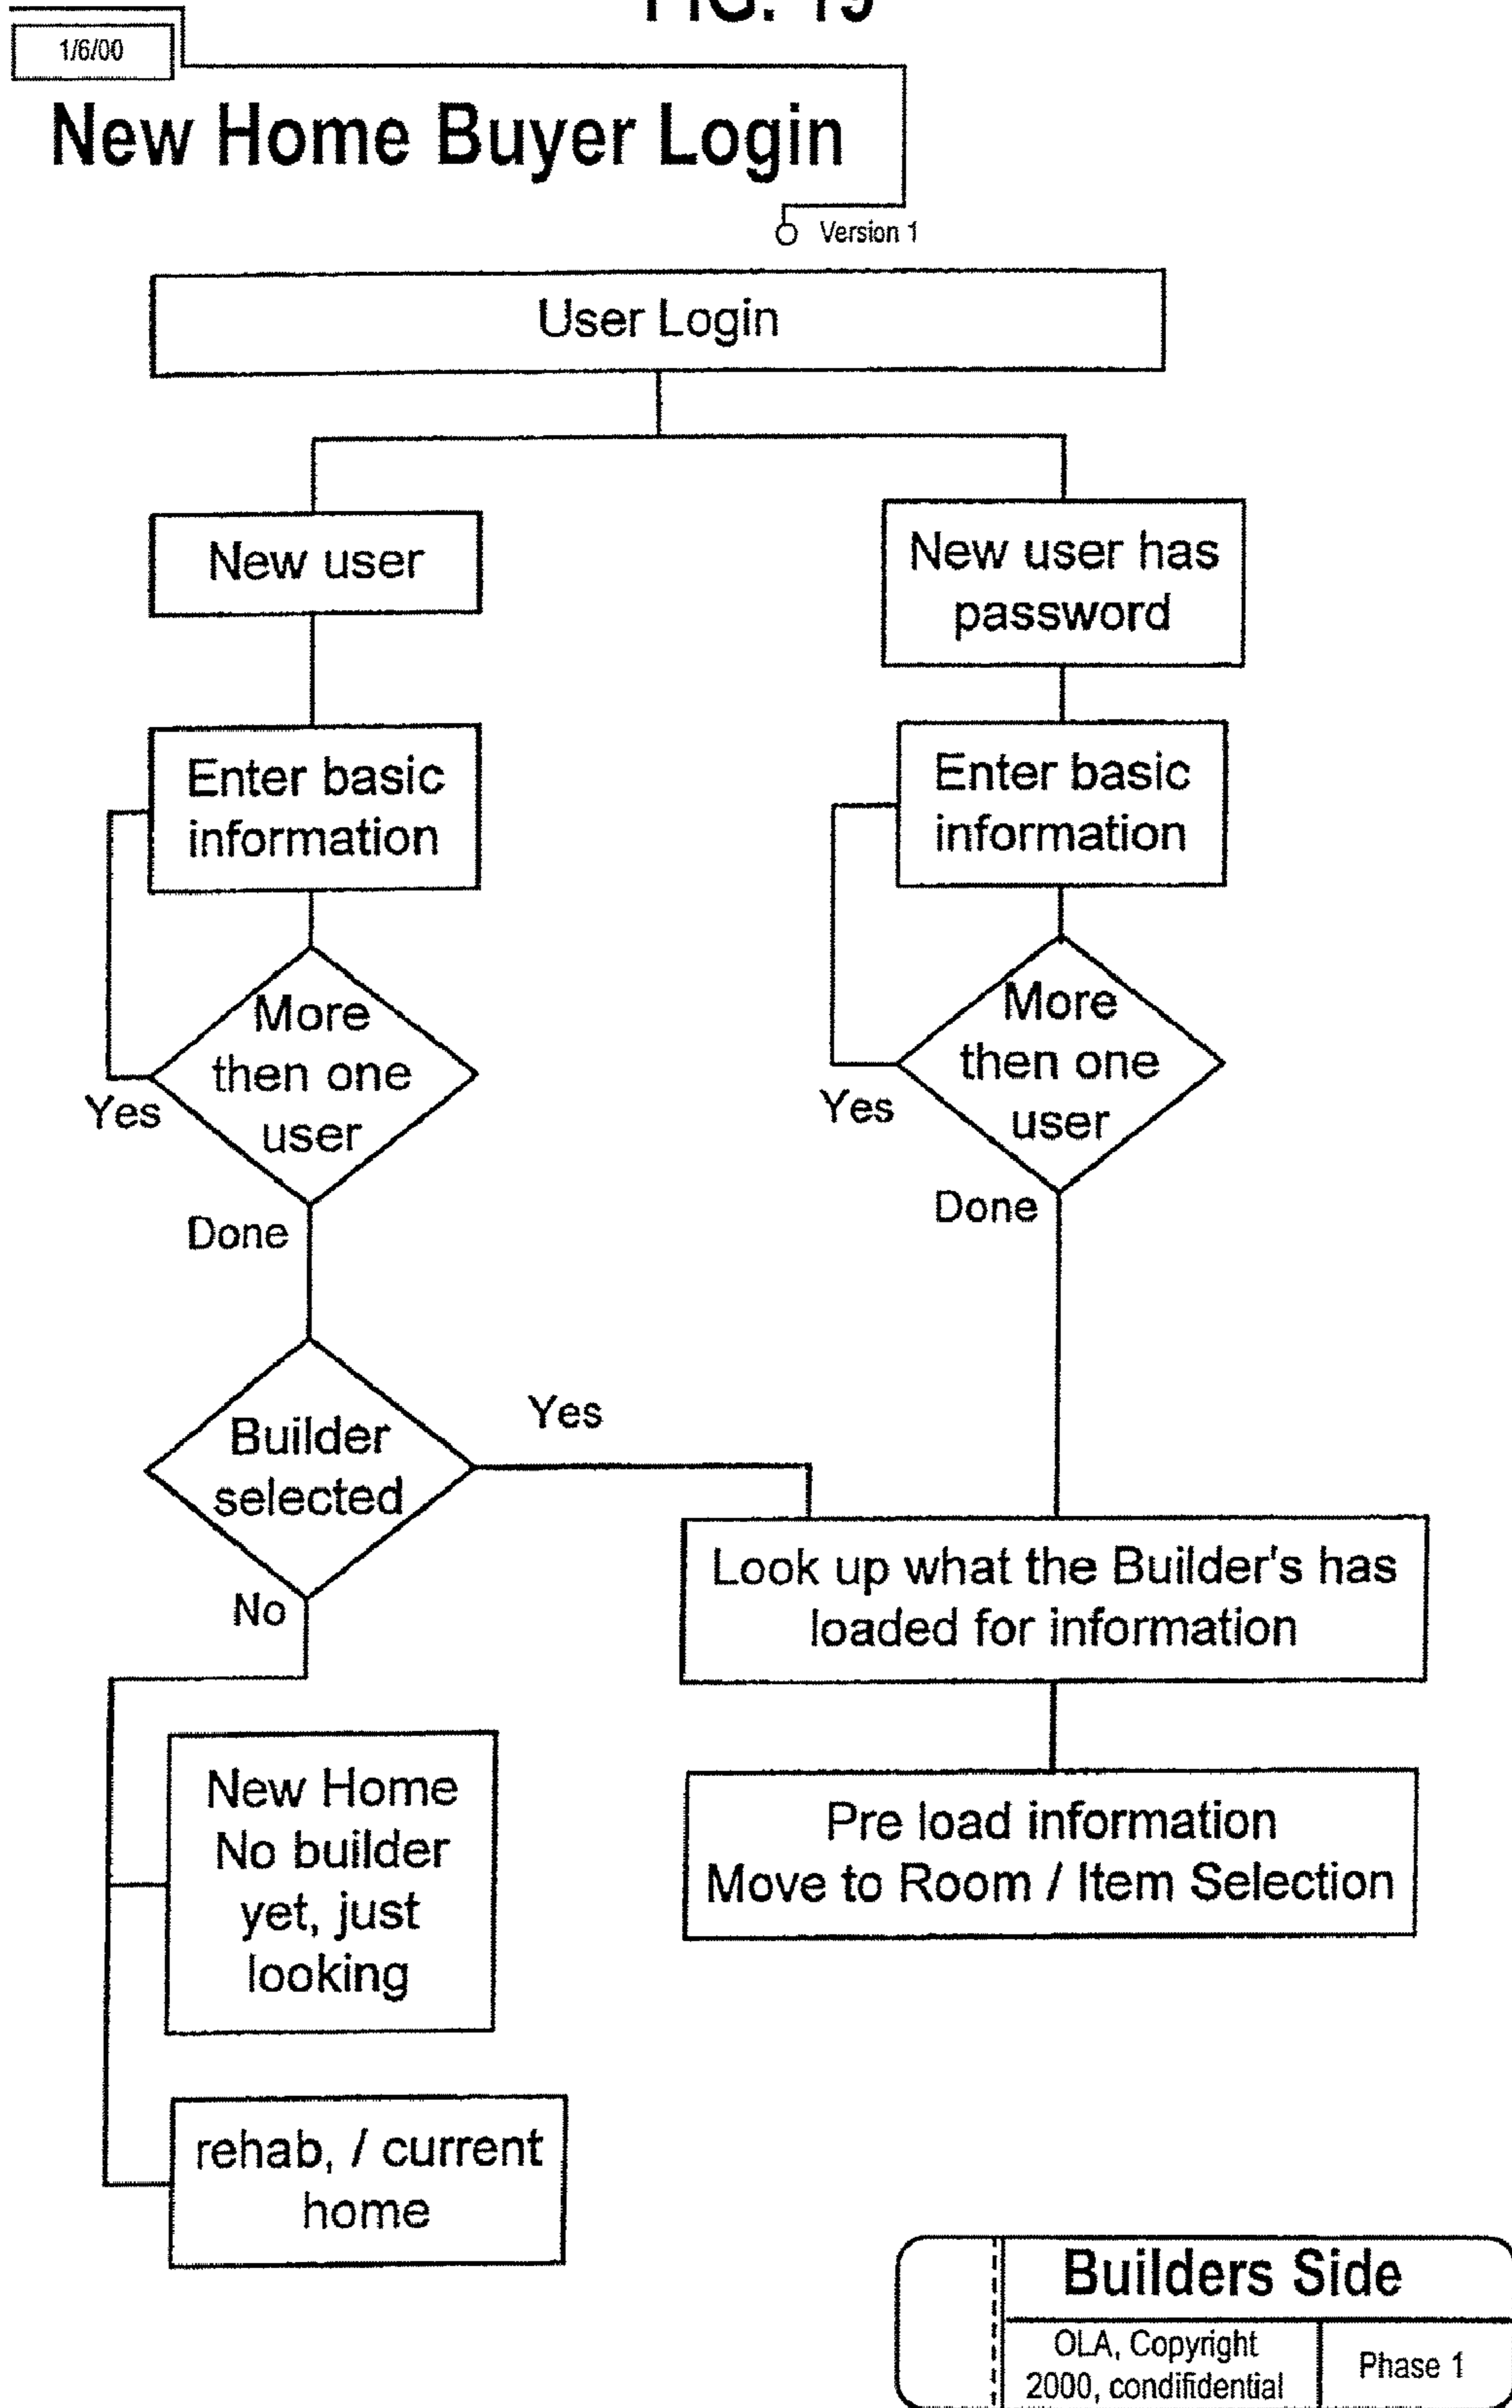 FIG. 19
1/6/00
New Home Buyer Login
Version 1
User Login
New user
New user has
password
Enter basic
information
Enter basic
information
More
then one
user
Yes
Done
More
then one
user
Yes
Done
Builder
selected
Yes
No
Look up what the Builder's has
loaded for information
Pre load information
Move to Room / Item Selection
New Home
No builder
yet, just
looking
rehab, / current
home
Builders Side
OLA, Copyright
2000, condifidential
Phase 1